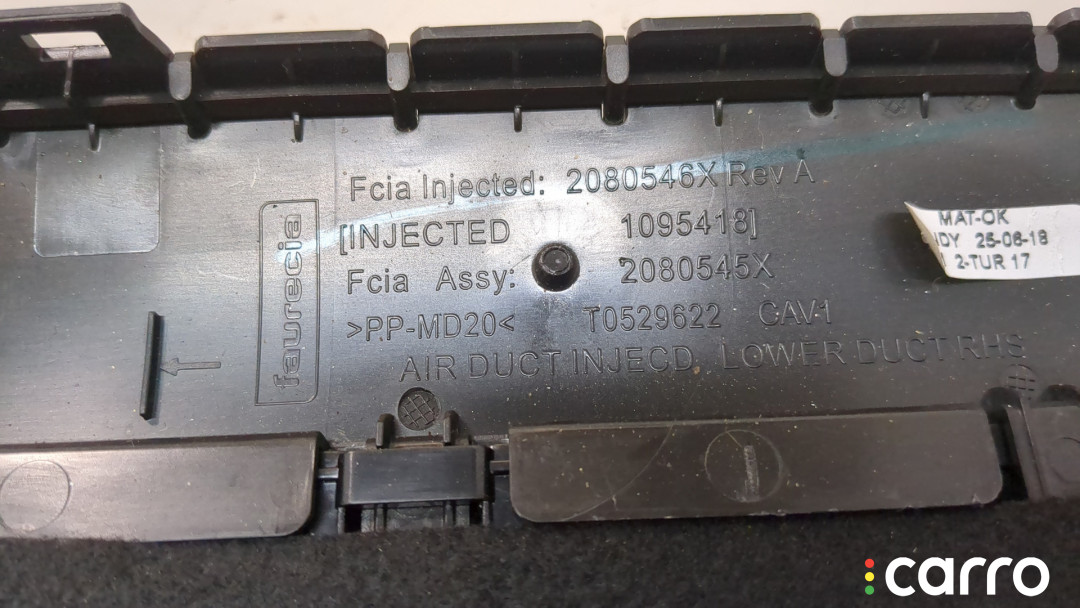 Fcia Injected: 2080546X Rev A
[INJECTED 1095418]
Fcia Assy: 2080545X
>PP-MD20< T0529622 CAV1
AIR DUCT INJECD. LOWER DUCT RHS
faurecia
MAT-OK
DY 25-06-18
2-TUR 17
carro